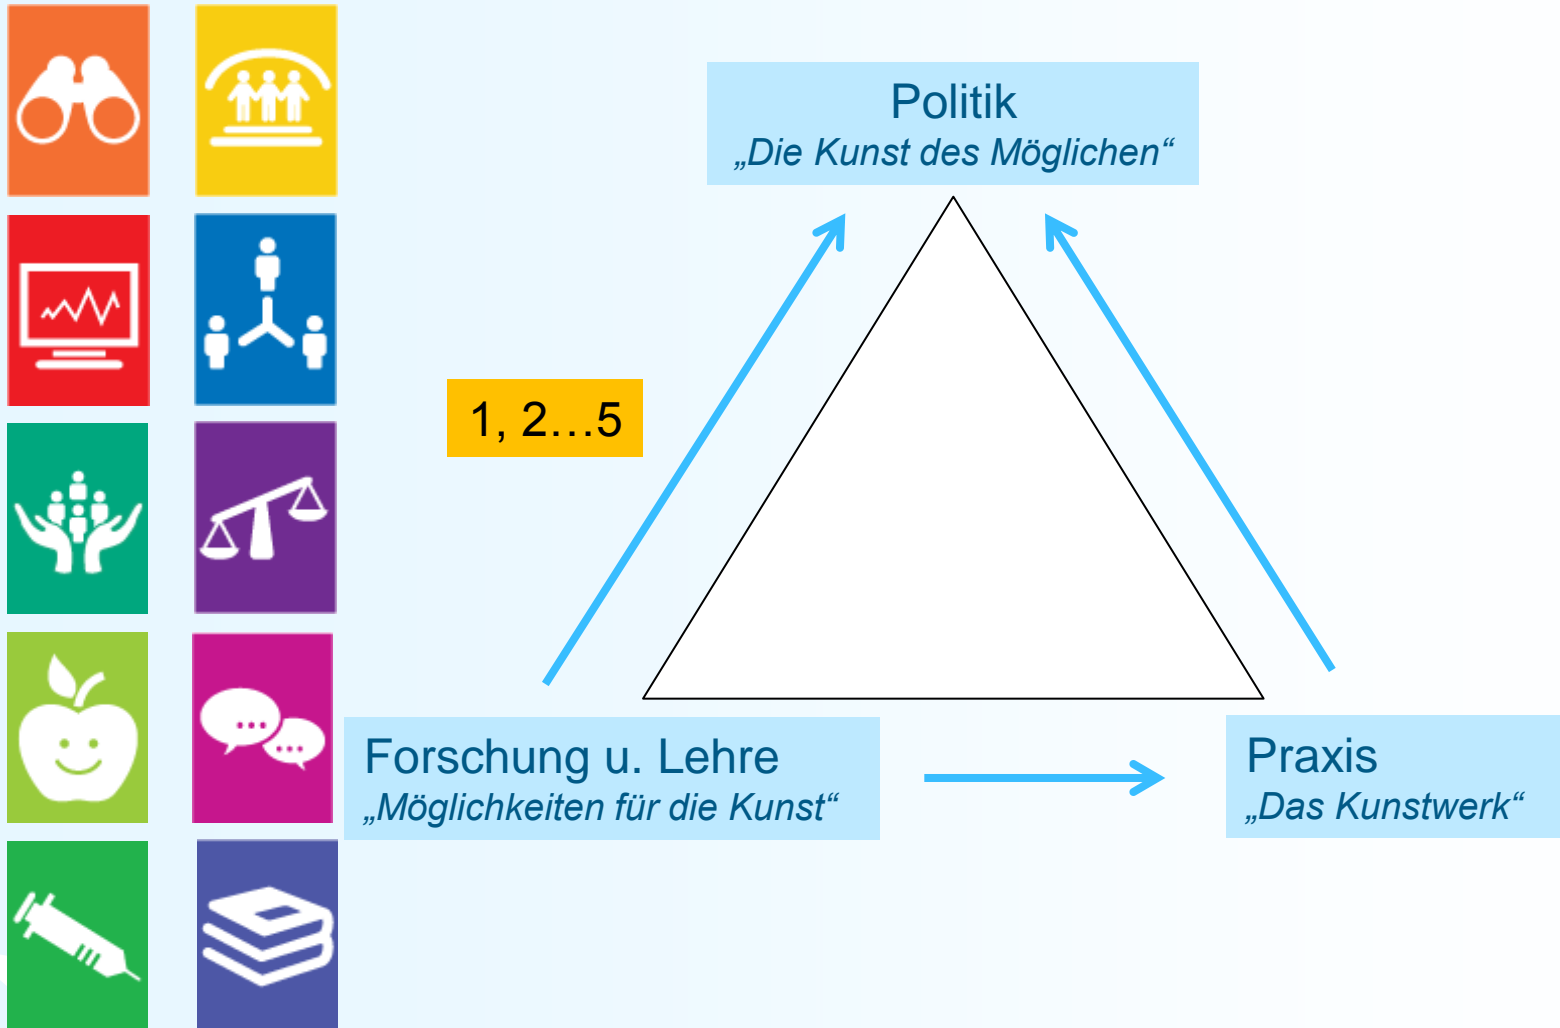 Politik
„Die Kunst des Möglichen“
1, 2…5
Forschung u. Lehre
„Möglichkeiten für die Kunst“
Praxis
„Das Kunstwerk“